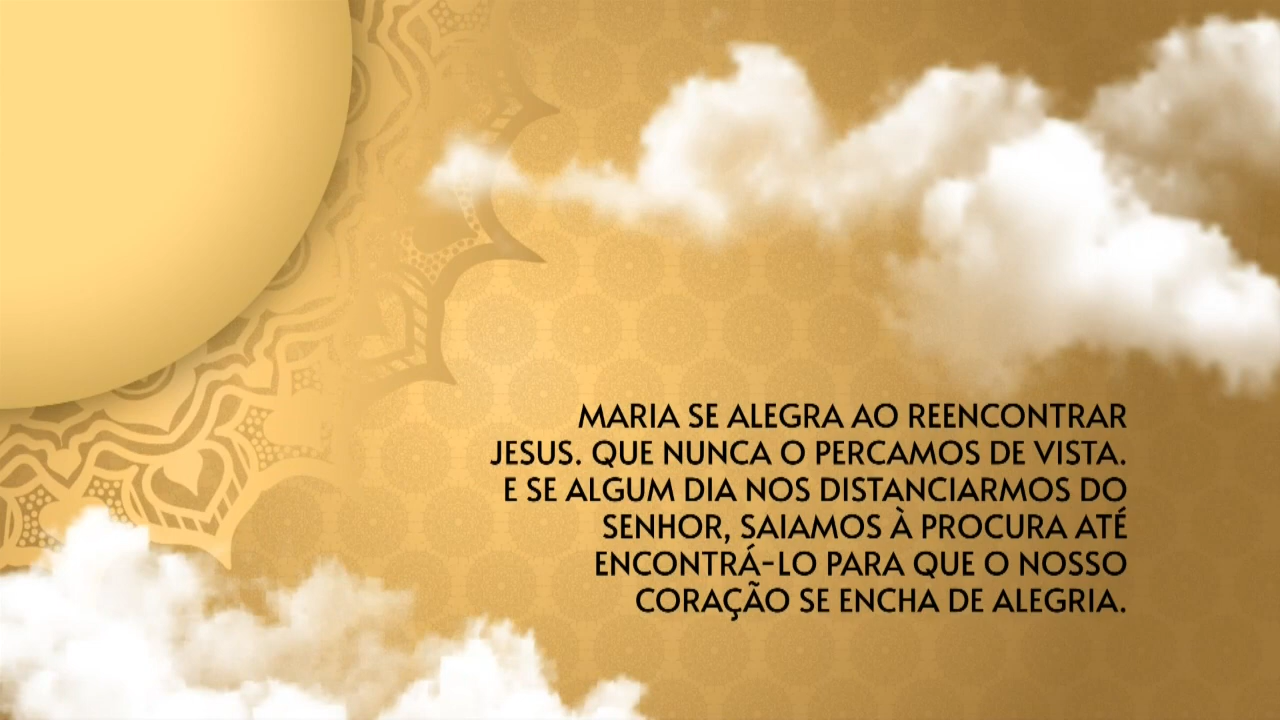 MARIA SE ALEGRA AO REENCONTRAR
JESUS. QUE NUNCA O PERCAMOS DE VISTA.
E SE ALGUM DIA NOS DISTANCIARMOS DO
SENHOR, SAIAMOS À PROCURA ATÉ
ENCONTRÁ-LO PARA QUE O NOSSO
CORAÇÃO SE ENCHA DE ALEGRIA.